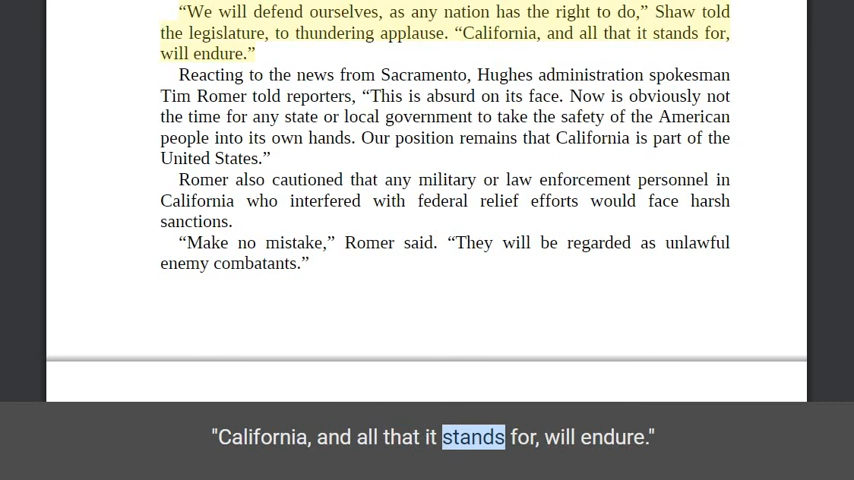 “We will defend ourselves, as any nation has the right to do,” Shaw told
the legislature, to thundering applause. “California, and all that it stands for,
will endure.”
Reacting to the news from Sacramento, Hughes administration spokesman
Tim Romer told reporters, “This is absurd on its face. Now is obviously not
the time for any state or local government to take the safety of the American
people into its own hands. Our position remains that California is part of the
United States.”
Romer also cautioned that any military or law enforcement personnel in
California who interfered with federal relief efforts would face harsh
sanctions.
“Make no mistake,” Romer said. “They will be regarded as unlawful
enemy combatants.”
"California, and all that it stands for, will endure."